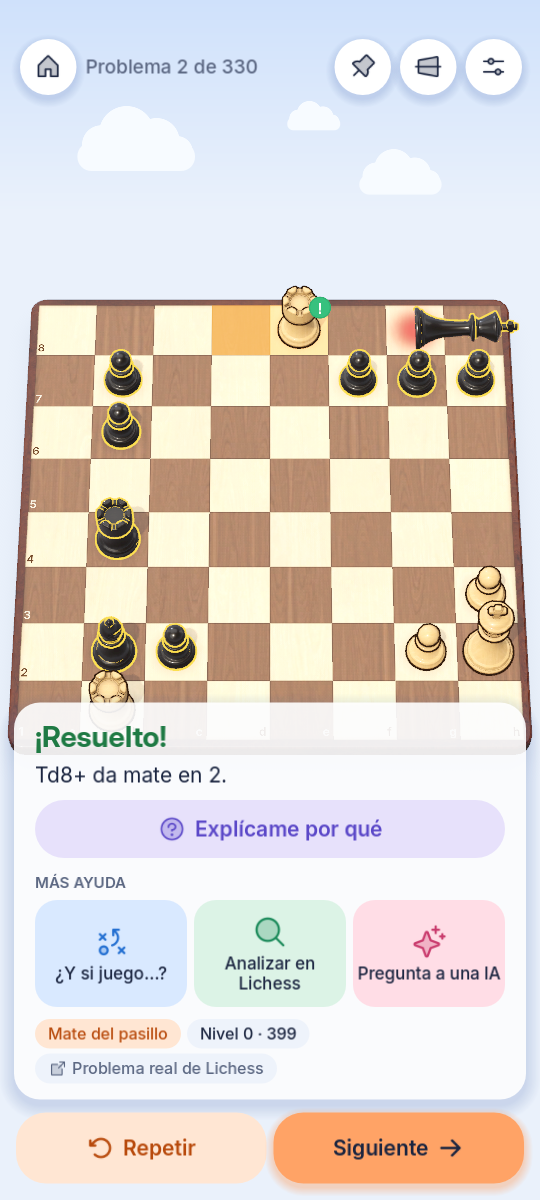 Problema 2 de 330
!
8
7
6
5
4
3
2
¡Resuelto!
Td8+ da mate en 2.
Explícame por qué
MÁS AYUDA
¿Y si juego...?
Analizar en
Lichess
Pregunta a una IA
Mate del pasillo
Nivel 0 · 399
Problema real de Lichess
Repetir
Siguiente